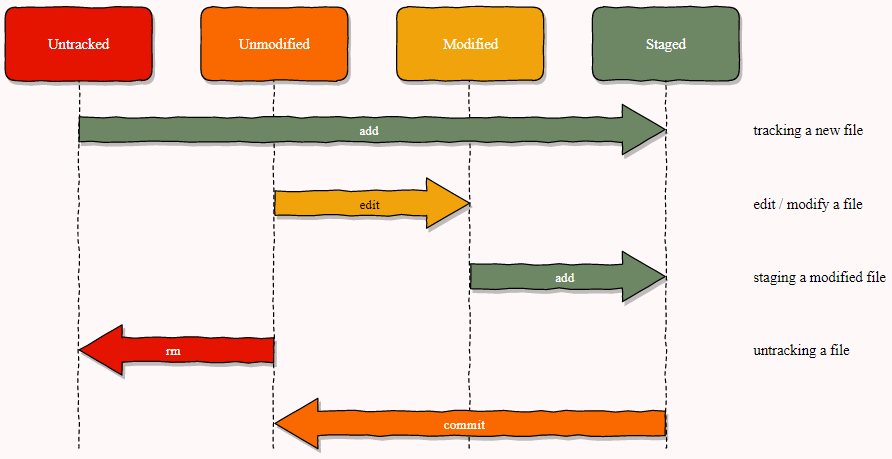 Untracked
Unmodified
Modified
Staged
add
tracking a new file
edit
edit / modify a file
add
staging a modified file
rm
untracking a file
commit